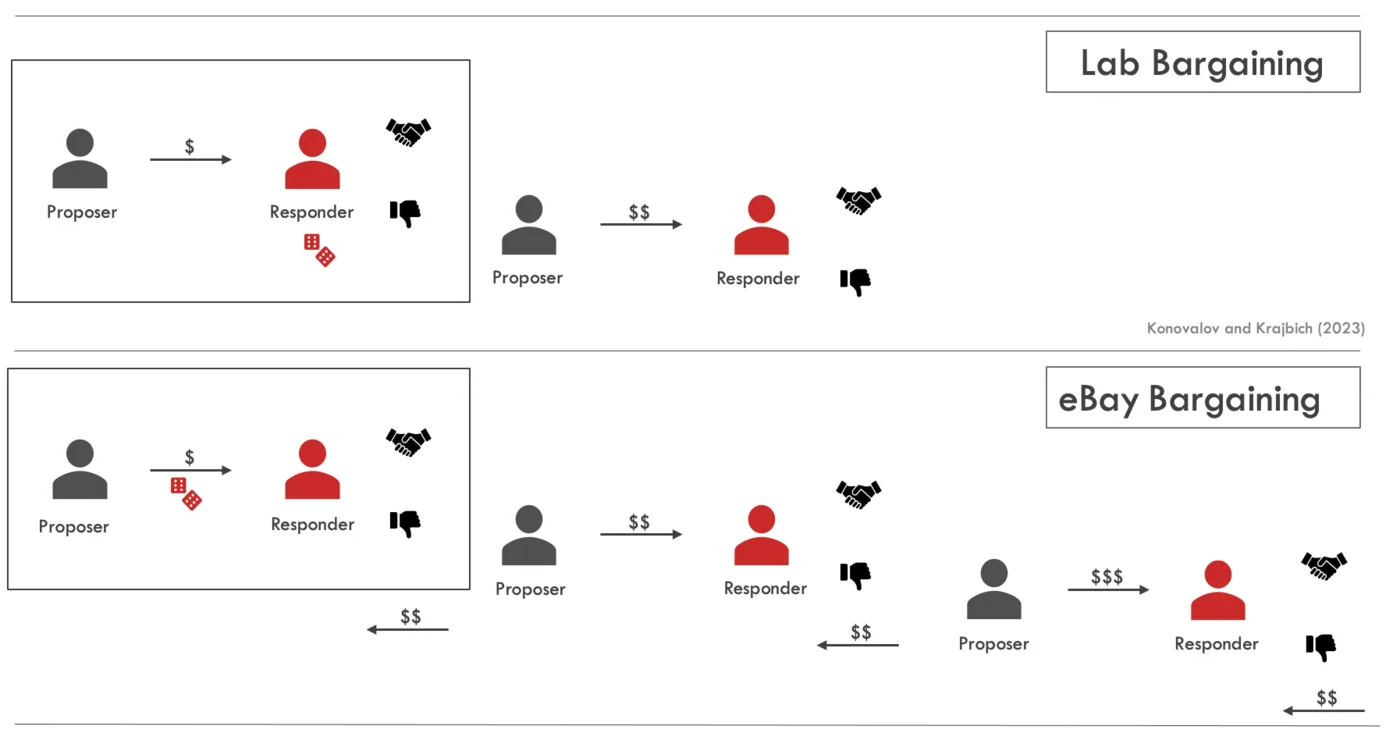 Lab Bargaining
$
Proposer
Responder
$$
Proposer
Responder
Konovalov and Krajbich (2023)
eBay Bargaining
$
Proposer
Responder
$$
$$
Proposer
Responder
$$
$$$
Proposer
Responder
$$